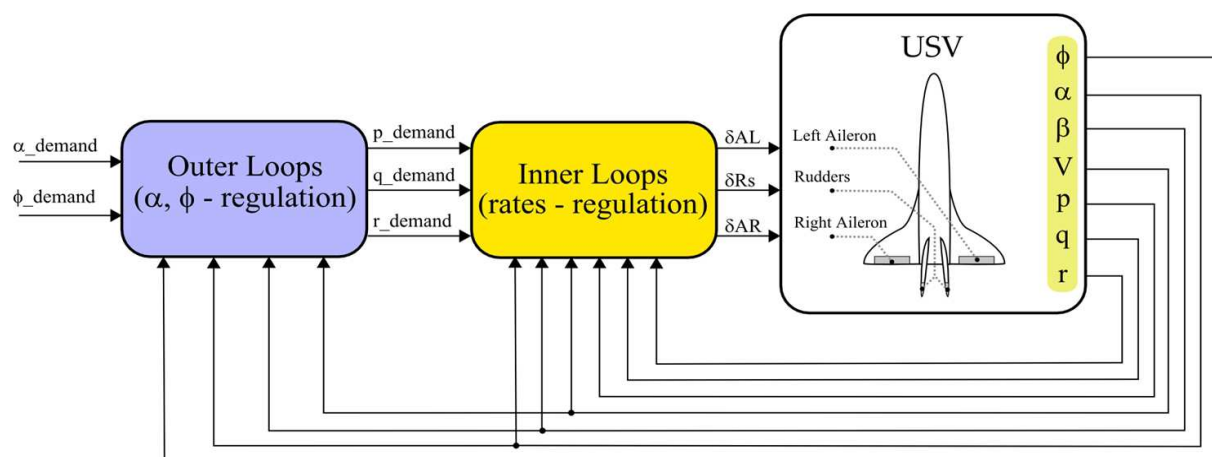 USV
α_demand
ϕ_demand
Outer Loops
(α, ϕ - regulation)
p_demand
q_demand
r_demand
Inner Loops
(rates - regulation)
δAL
δRs
δAR
Left Aileron
Rudders
Right Aileron
ϕ
α
β
V
p
q
r